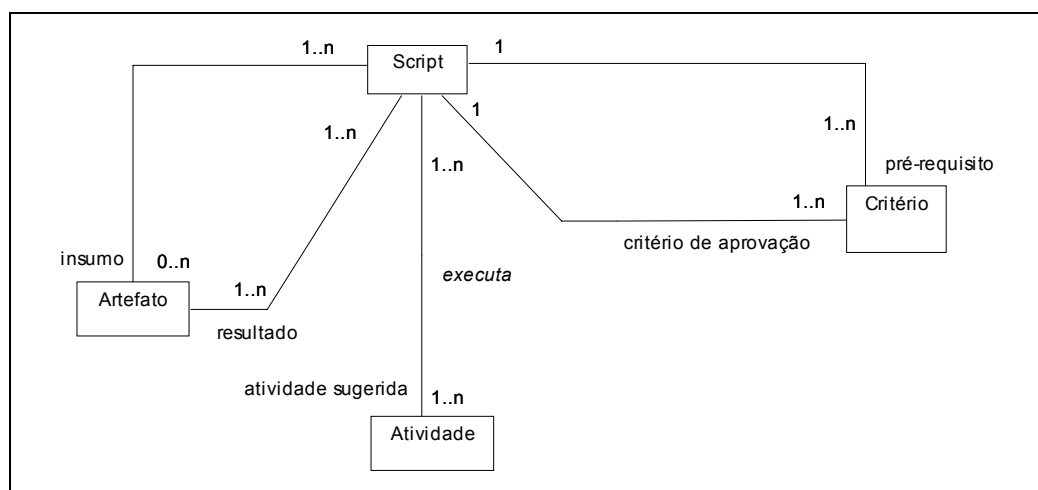 1..n
Script
1
1..n
1
1..n
1..n
pré-requisito
1..n
Critério
critério de aprovação
insumo
0..n
executa
1..n
Artefato
resultado
atividade sugerida
1..n
Atividade